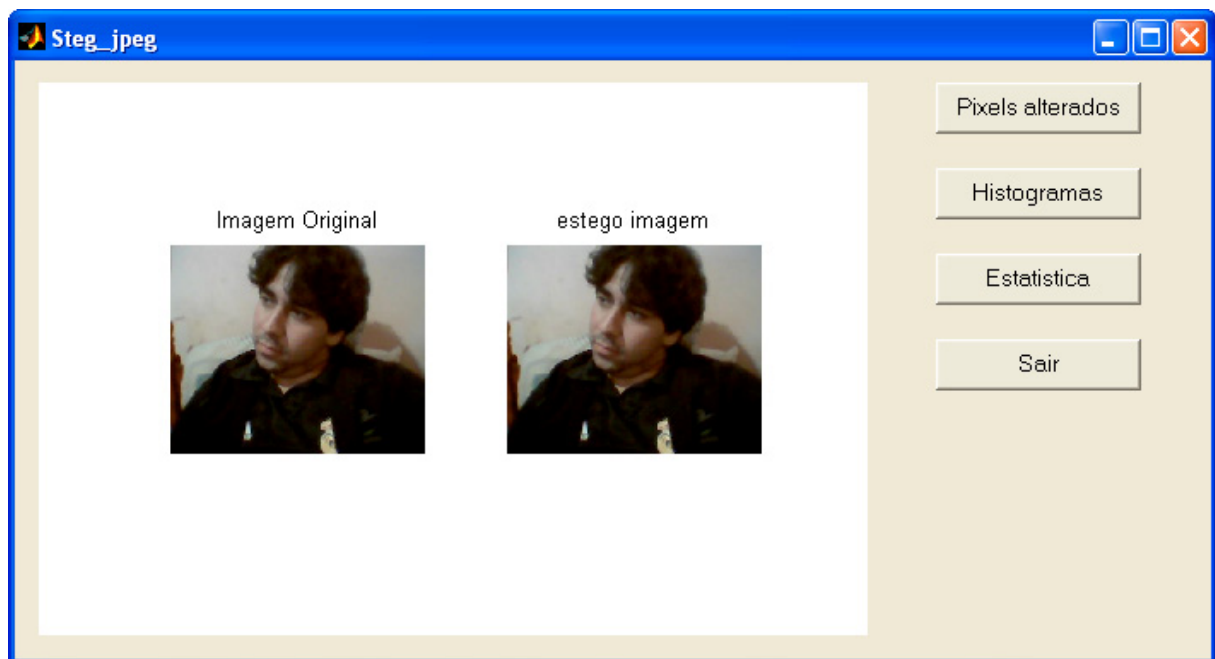 Steg_jpeg
Imagem Original
estego imagem
Pixels alterados
Histogramas
Estatistica
Sair